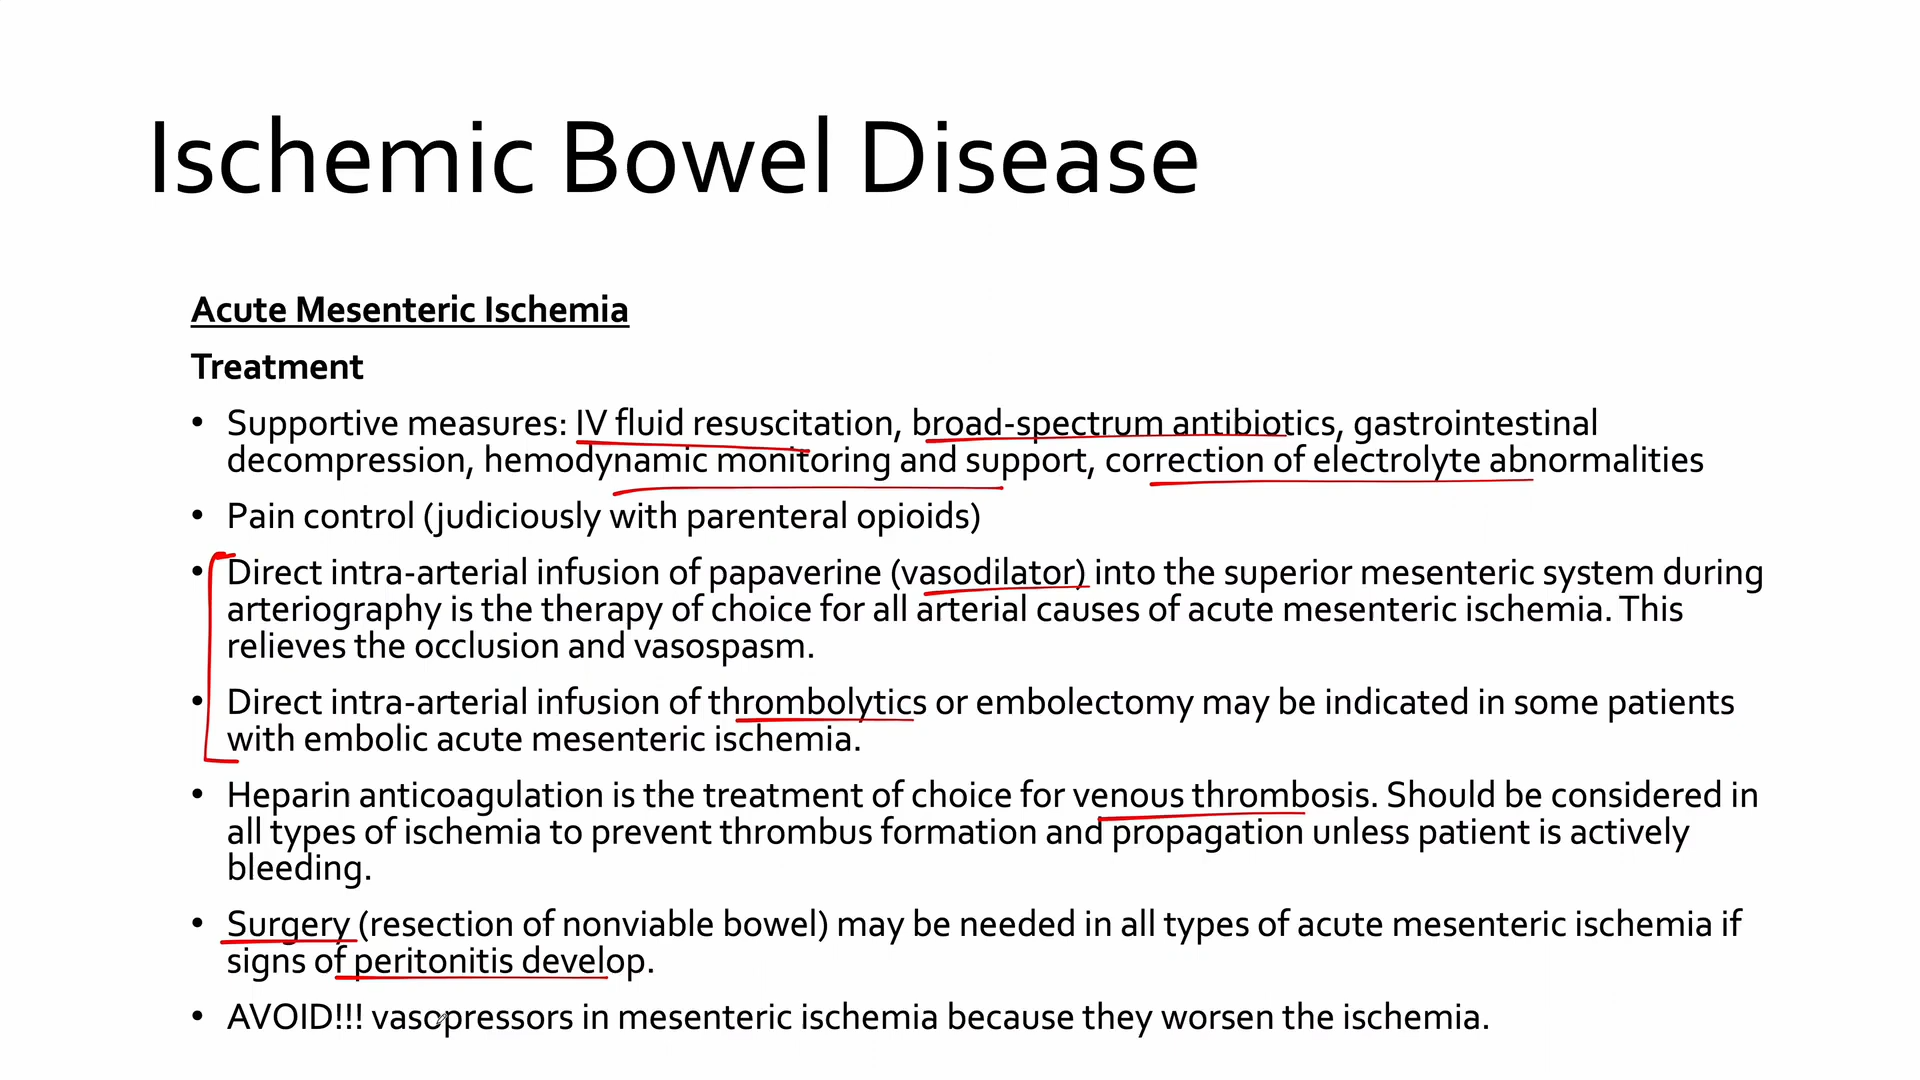 Ischemic Bowel Disease
Acute Mesenteric Ischemia
Treatment
• Supportive measures: IV fluid resuscitation, broad-spectrum antibiotics, gastrointestinal
decompression, hemodynamic monitoring and support, correction of electrolyte abnormalities
• Pain control (judiciously with parenteral opioids)
• Direct intra-arterial infusion of papaverine (vasodilator) into the superior mesenteric system during
arteriography is the therapy of choice for all arterial causes of acute mesenteric ischemia. This
relieves the occlusion and vasospasm.
• Direct intra-arterial infusion of thrombolytics or embolectomy may be indicated in some patients
with embolic acute mesenteric ischemia.
• Heparin anticoagulation is the treatment of choice for venous thrombosis. Should be considered in
all types of ischemia to prevent thrombus formation and propagation unless patient is actively
bleeding.
• Surgery (resection of nonviable bowel) may be needed in all types of acute mesenteric ischemia if
signs of peritonitis develop.
• AVOID!!! vasopressors in mesenteric ischemia because they worsen the ischemia.